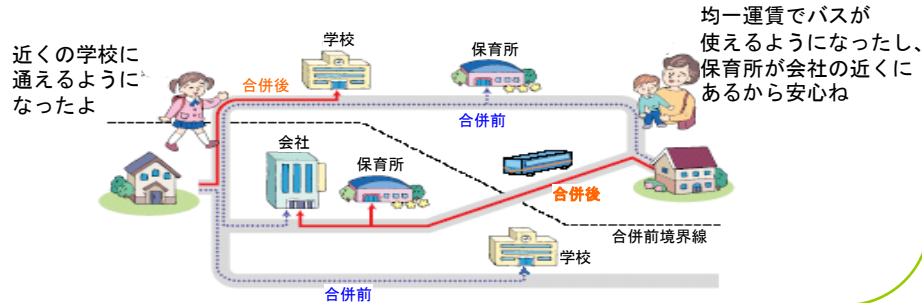 近くの学校に
通えるように
なったよ
学校
保育所
均一運賃でバスが
使えるようになったし、
保育所が会社の近くに
あるから安心ね
合併後
合併前
会社
保育所
合併後
合併前境界線
学校
合併前